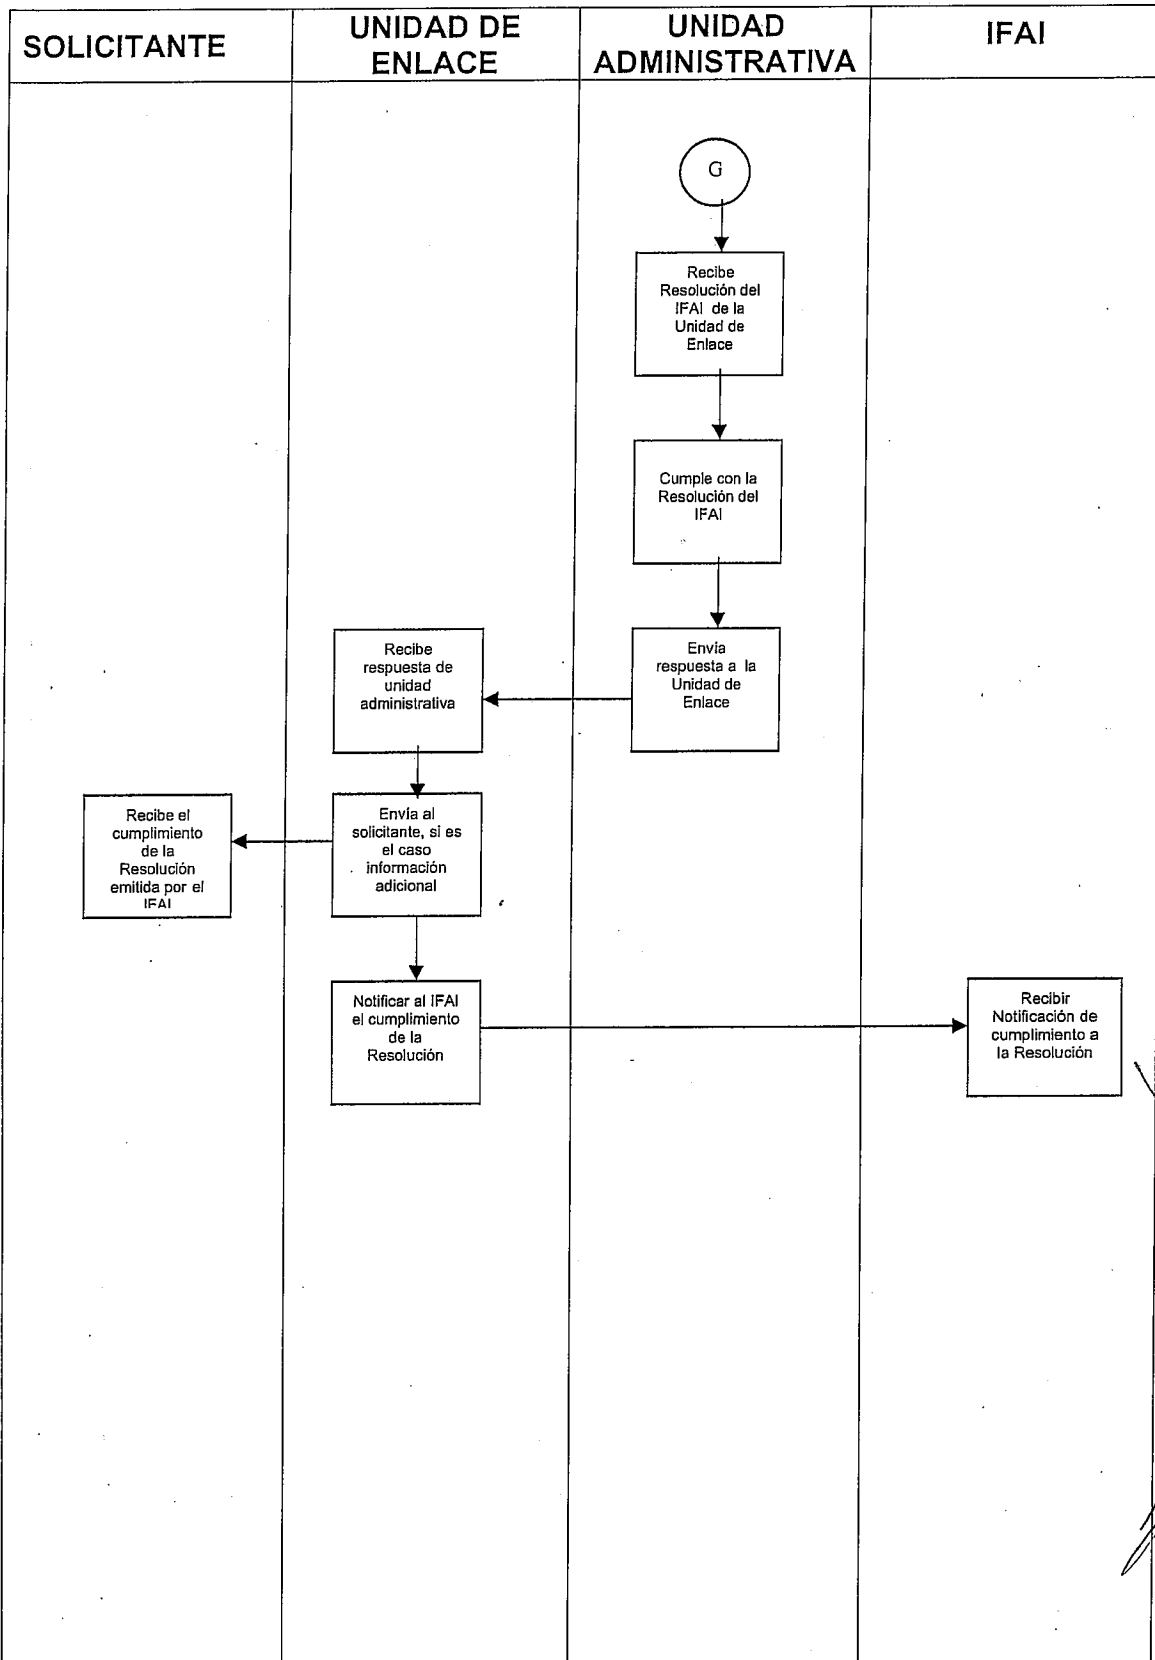 SOLICITANTE
UNIDAD DE
ENLACE
UNIDAD
ADMINISTRATIVA
IFAI
G
Recibe
Resolución del
IFAI de la
Unidad de
Enlace
Cumple con la
Resolución del
IFAI
Envía
respuesta a la
Unidad de
Enlace
Recibe
respuesta de
unidad
administrativa
Envía al
solicitante, si es
el caso
información
adicional
Recibe el
cumplimiento
de la
Resolución
emitida por el
IFAI
Notificar al IFAI
el cumplimiento
de la
Resolución
Recibir
Notificación de
cumplimiento a
la Resolución